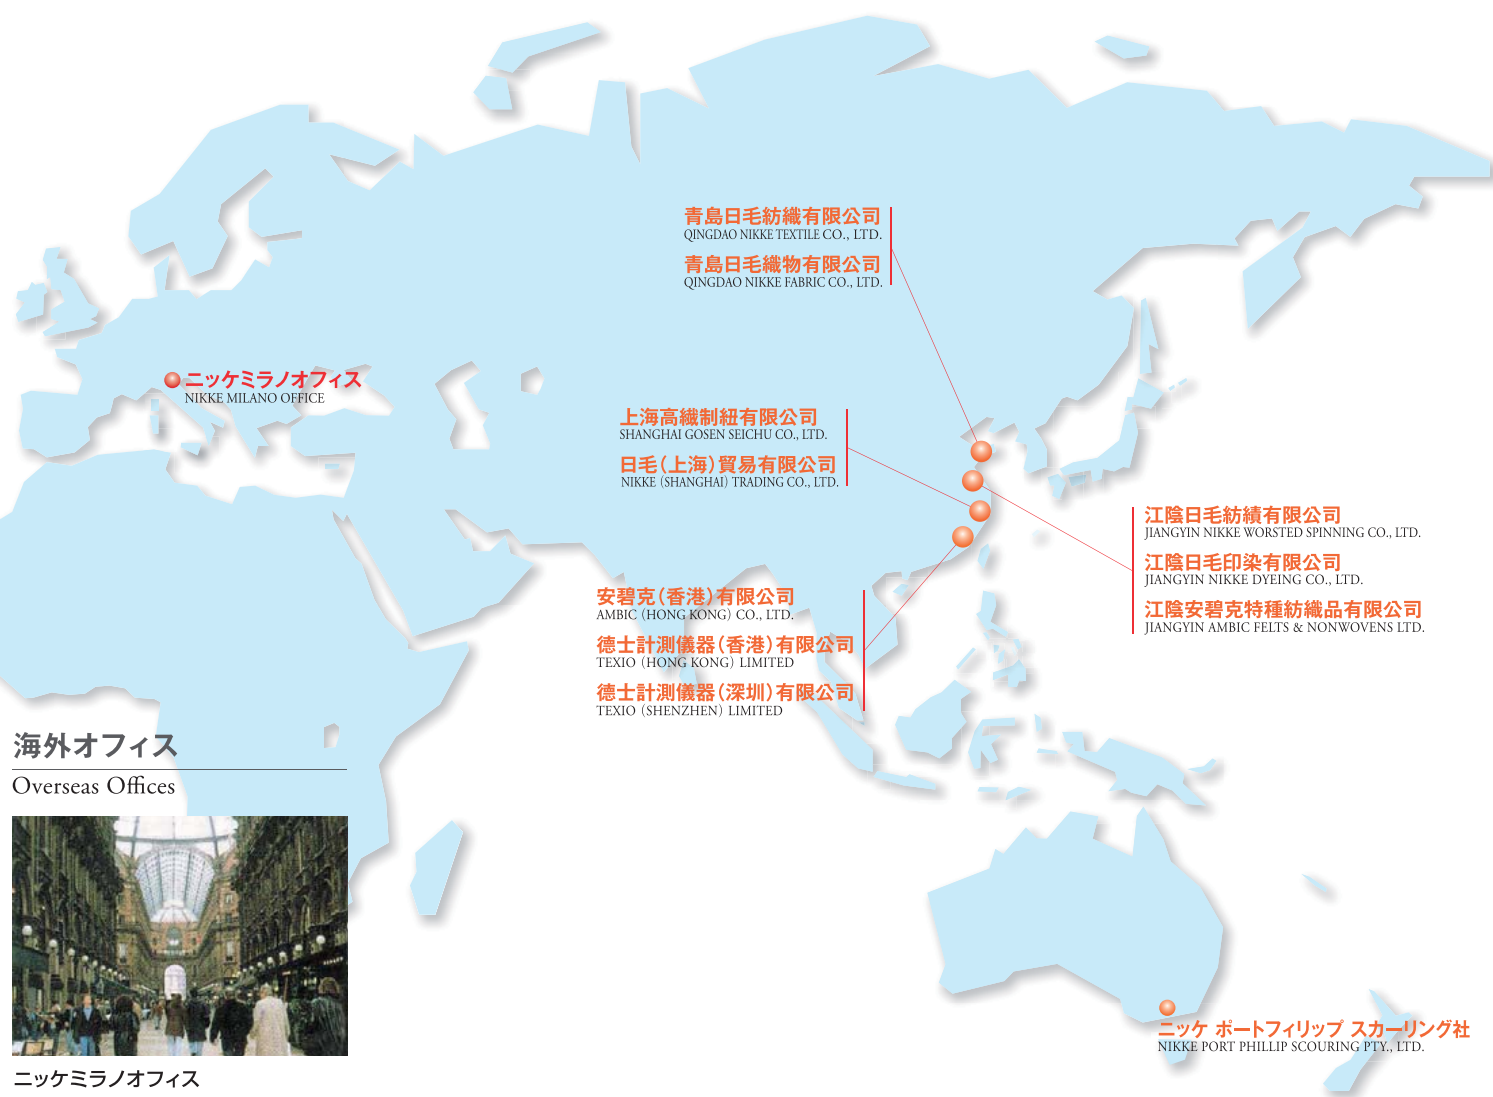 青島日毛紡織有限公司
QINGDAO NIKKE TEXTILE CO., LTD.
青島日毛織物有限公司
QINGDAO NIKKE FABRIC CO., LTD.
ニッケミラノオフィス
NIKKE MILANO OFFICE
上海高繊制紐有限公司
SHANGHAI GOSEN SEICHU CO., LTD.
日毛(上海)貿易有限公司
NIKKE (SHANGHAI) TRADING CO., LTD.
江陰日毛紡績有限公司
JIANGYIN NIKKE WORSTED SPINNING CO., LTD.
江陰日毛印染有限公司
JIANGYIN NIKKE DYEING CO., LTD.
江陰安碧克特種紡織品有限公司
JIANGYIN AMBIC FELTS & NONWOVENS LTD.
安碧克(香港)有限公司
AMBIC (HONG KONG) CO., LTD.
德士計測儀器(香港)有限公司
TEXIO (HONG KONG) LIMITED
德士計測儀器(深圳)有限公司
TEXIO (SHENZHEN) LIMITED
海外オフィス
Overseas Offices
ニッケミラノオフィス
ニッケ ポートフィリップ スカーリング社
NIKKE PORT PHILLIP SCOURING PTY., LTD.